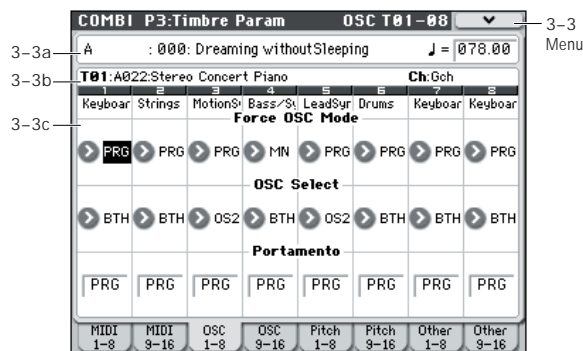 COMBI P3:Timbre Param OSC T01-08
3-3
Menu
3-3a
A : 000: Dreaming withoutSleeping ♩ = 078.00
3-3b
T01:A022:Stereo Concert Piano Ch:Gch
1 2 3 4 5 6 7 8
Keyboar Strings MotionS Bass/Sy LeadSyr Drums Keyboar Keyboar
3-3c
Force OSC Mode
PRG PRG PRG MN PRG PRG PRG PRG
OSC Select
BTH BTH OS2 BTH OS2 BTH BTH BTH
Portamento
PRG PRG PRG PRG PRG PRG PRG PRG
MIDI 1-8 MIDI 9-16 OSC 1-8 OSC 9-16 Pitch 1-8 Pitch 9-16 Other 1-8 Other 9-16